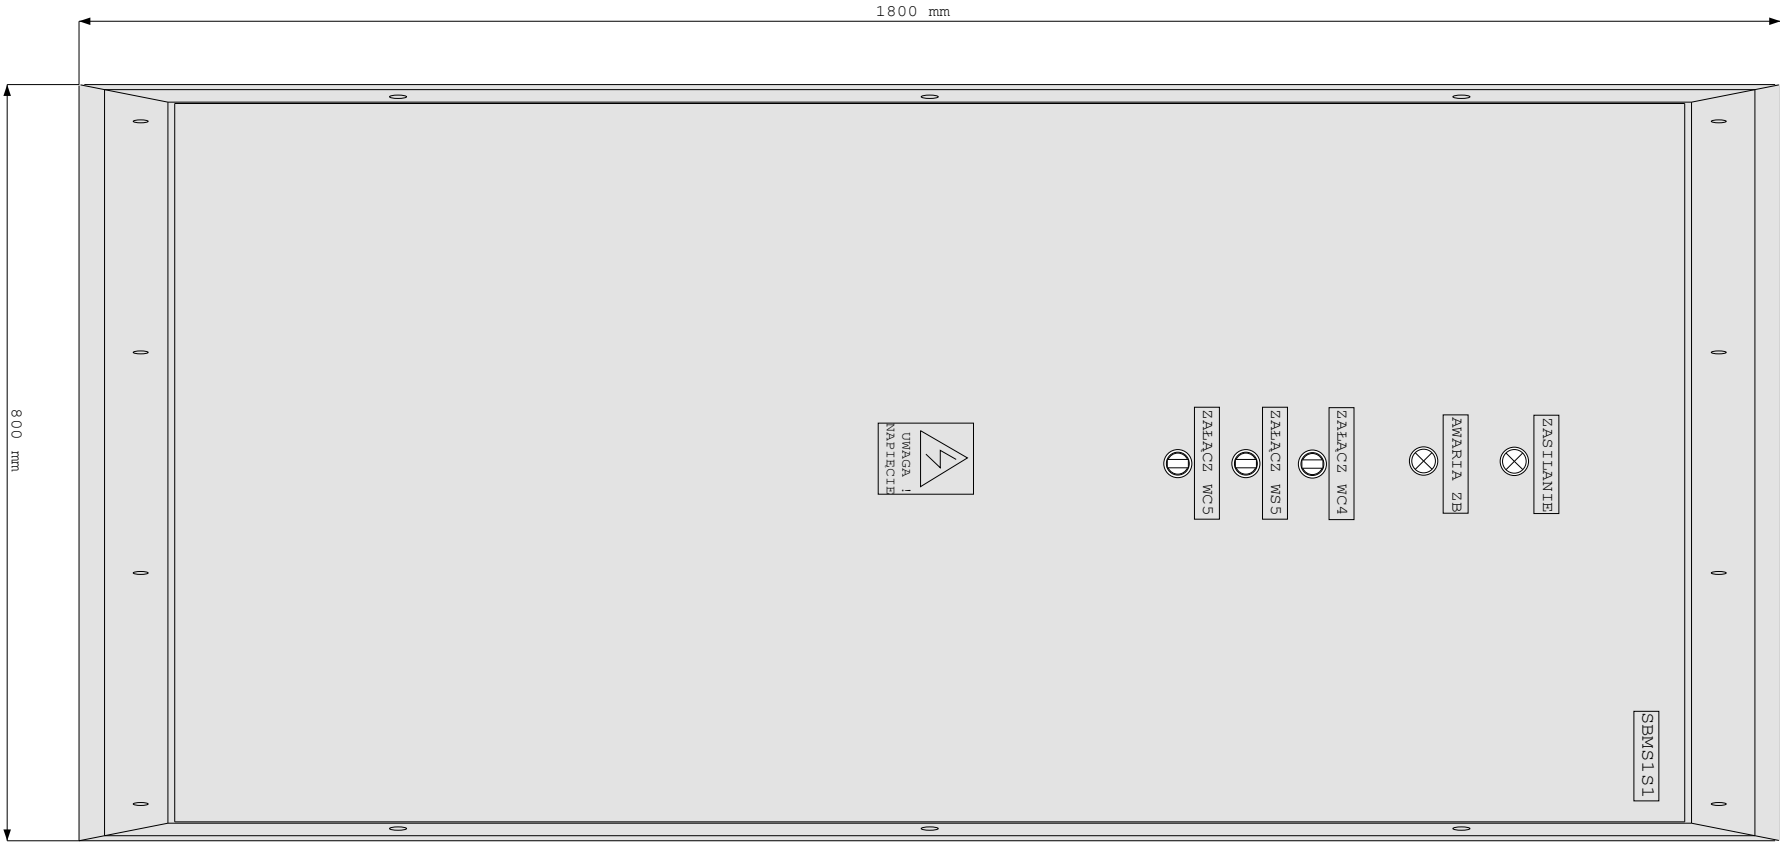 1800 mm
800 mm
SBMS1S1
ZASILANIE
AWARIA ZB
ZAŁĄCZ WC4
ZAŁĄCZ WS5
ZAŁĄCZ WC5
UWAGA !
NAPIĘCIE